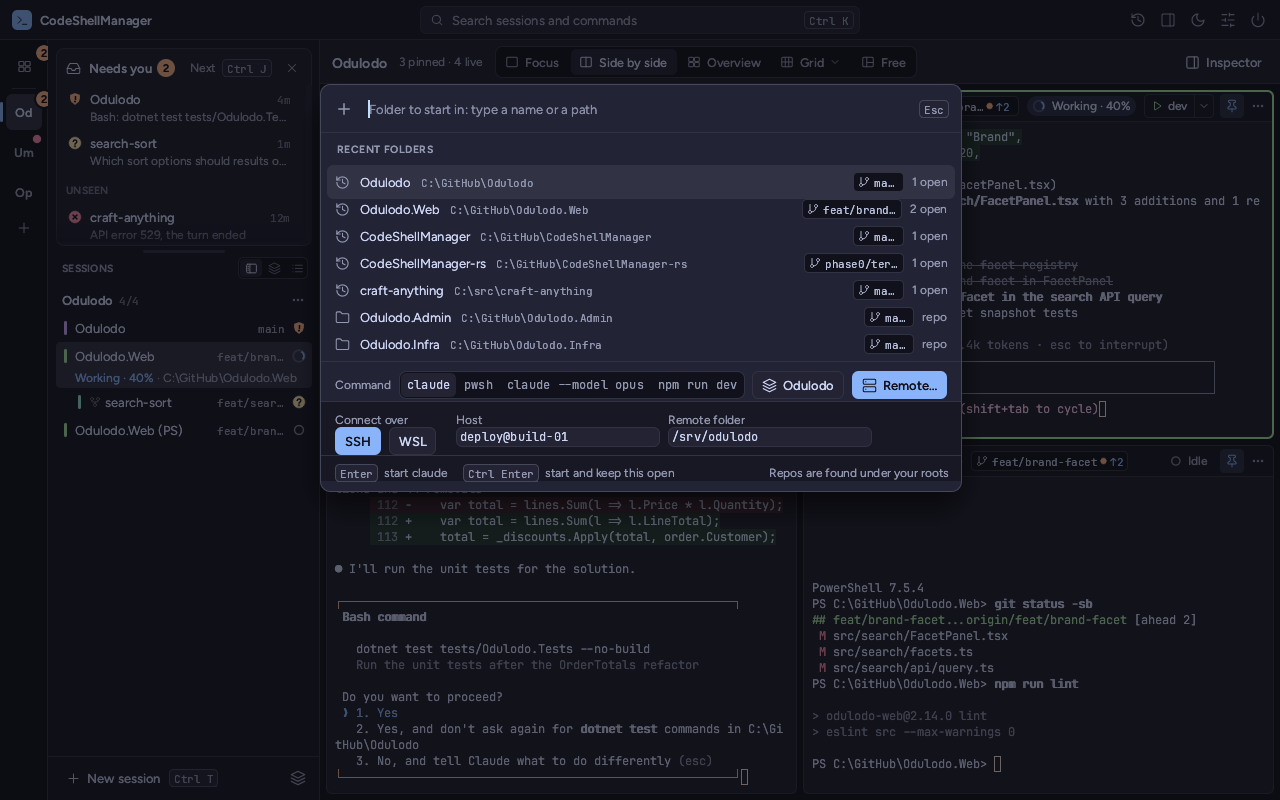 CodeShellManager
Search sessions and commands
Ctrl K
2
Needs you 2 Next Ctrl J
Odulodo 4m
Bash: dotnet test tests/Odulodo.Te…
search-sort 1m
Which sort options should results o…
UNSEEN
craft-anything 12m
API error 529, the turn ended
2
Od
Um
Op
SESSIONS
Odulodo 4/4
Odulodo main
Odulodo.Web feat/bran…
Working · 40% · C:\GitHub\Odulodo.Web
search-sort feat/sear…
Odulodo.Web (PS) feat/bran…
New session Ctrl T
Odulodo 3 pinned · 4 live
Focus Side by side Overview Grid Free
Inspector
Folder to start in: type a name or a path
Esc
RECENT FOLDERS
Odulodo C:\GitHub\Odulodo ma… 1 open
Odulodo.Web C:\GitHub\Odulodo.Web feat/brand… 2 open
CodeShellManager C:\GitHub\CodeShellManager ma… 1 open
CodeShellManager-rs C:\GitHub\CodeShellManager-rs phase0/ter… 1 open
craft-anything C:\src\craft-anything ma… 1 open
Odulodo.Admin C:\GitHub\Odulodo.Admin ma… repo
Odulodo.Infra C:\GitHub\Odulodo.Infra ma… repo
Command claude pwsh claude --model opus npm run dev Odulodo Remote…
Connect over Host Remote folder
SSH WSL deploy@build-01 /srv/odulodo
Enter start claude Ctrl Enter start and keep this open Repos are found under your roots
ra… ↑2 Working · 40% dev
"Brand",
20,
acetPanel.tsx)
ch/FacetPanel.tsx with 3 additions and 1 re
he facet registry
nd facet in FacetPanel
facet in the search API query
et snapshot tests
.4k tokens · esc to interrupt)
(shift+tab to cycle)
112 - var total = lines.Sum(l => l.Price * l.Quantity);
112 + var total = lines.Sum(l => l.LineTotal);
113 + total = _discounts.Apply(total, order.Customer);
● I'll run the unit tests for the solution.
Bash command
dotnet test tests/Odulodo.Tests --no-build
Run the unit tests after the OrderTotals refactor
Do you want to proceed?
❯ 1. Yes
2. Yes, and don't ask again for dotnet test commands in C:\Gi
tHub\Odulodo
3. No, and tell Claude what to do differently (esc)
feat/brand-facet ↑2 Idle
PowerShell 7.5.4
PS C:\GitHub\Odulodo.Web> git status -sb
## feat/brand-facet...origin/feat/brand-facet [ahead 2]
M src/search/FacetPanel.tsx
M src/search/facets.ts
M src/search/api/query.ts
PS C:\GitHub\Odulodo.Web> npm run lint
> odulodo-web@2.14.0 lint
> eslint src --max-warnings 0
PS C:\GitHub\Odulodo.Web>